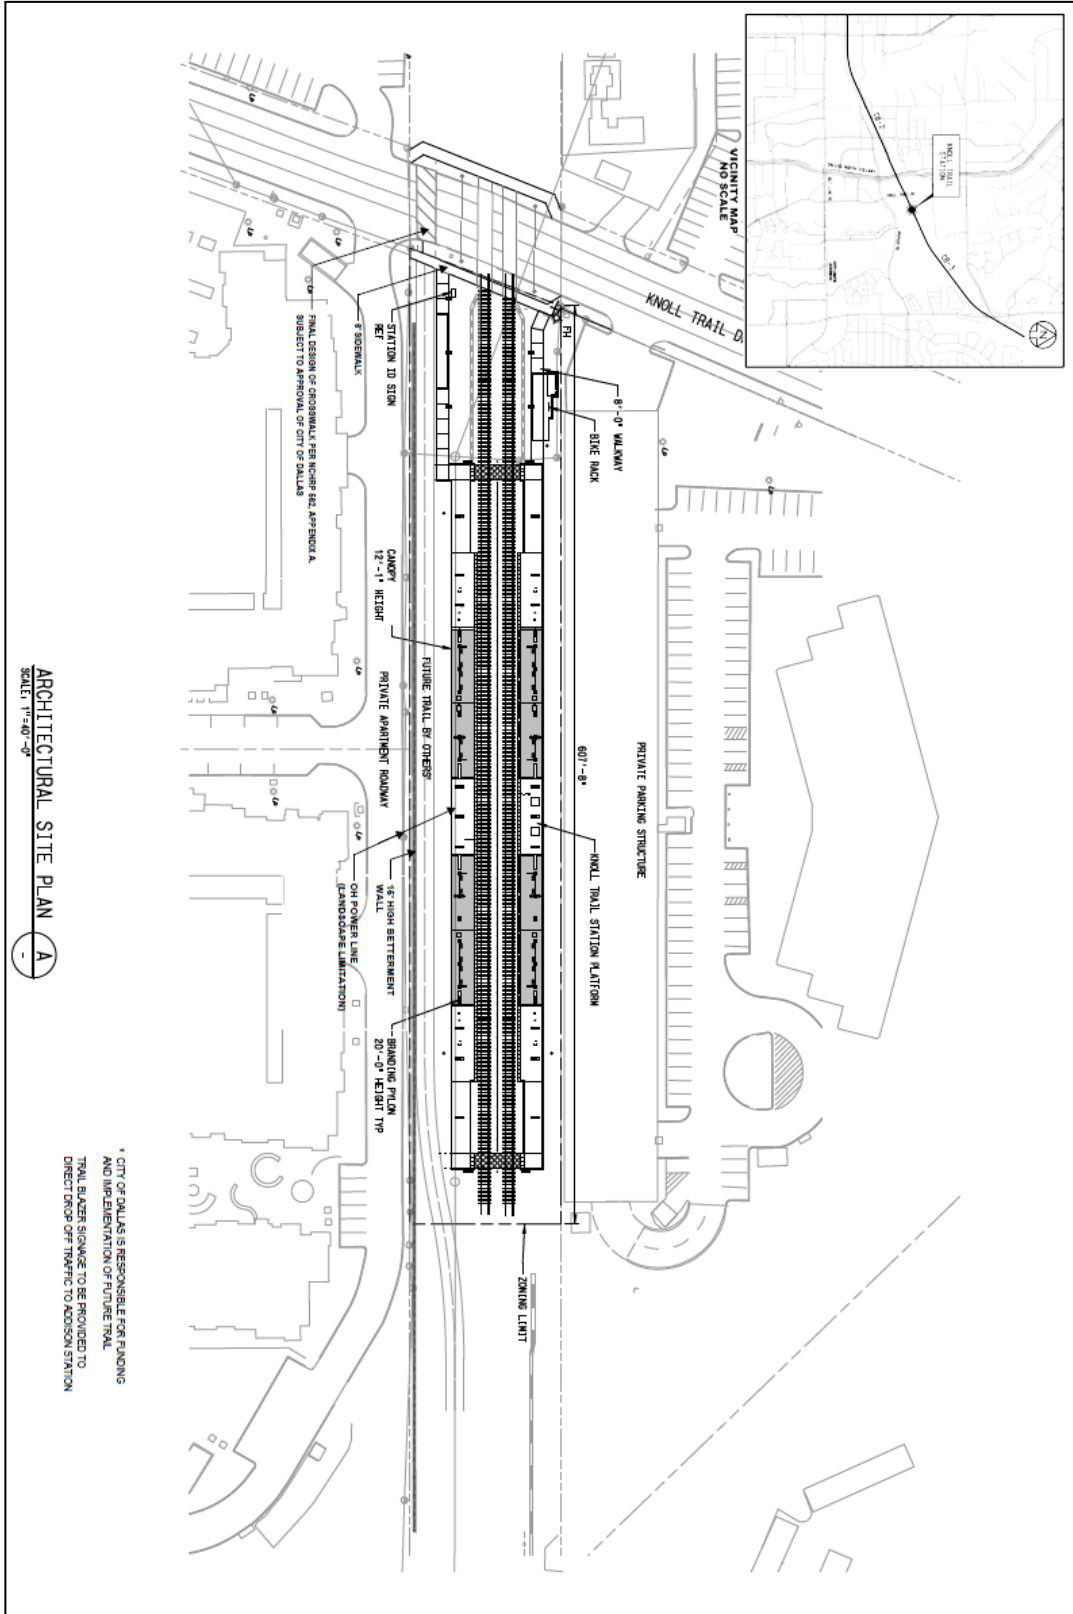 KNOLL TRAIL
STATION
CB-2
CB-3
N
VICINITY MAP
NO SCALE
KNOLL TRAIL D
FH
8'-0" WALKWAY
BIKE RACK
STATION ID SIGN
REF
8' SIDEWALK
FINAL DESIGN OF CROSSWALK PER NCHRP 562, APPENDIX A.
SUBJECT TO APPROVAL OF CITY OF DALLAS
CANOPY
12'-1" HEIGHT
FUTURE TRAIL BY OTHERS*
PRIVATE APARTMENT ROADWAY
607'-8"
PRIVATE PARKING STRUCTURE
KNOLL TRAIL STATION PLATFORM
16' HIGH BETTERMENT
WALL
OH POWER LINE
(LANDSCAPE LIMITATION)
BRANDING PYLON
20'-0" HEIGHT TYP
ZONING LIMIT
ARCHITECTURAL SITE PLAN
SCALE: 1"=40'-0"
A
-
* CITY OF DALLAS IS RESPONSIBLE FOR FUNDING
AND IMPLEMENTATION OF FUTURE TRAIL
TRAIL BLAZER SIGNAGE TO BE PROVIDED TO
DIRECT DROP OFF TRAFFIC TO ADDISON STATION